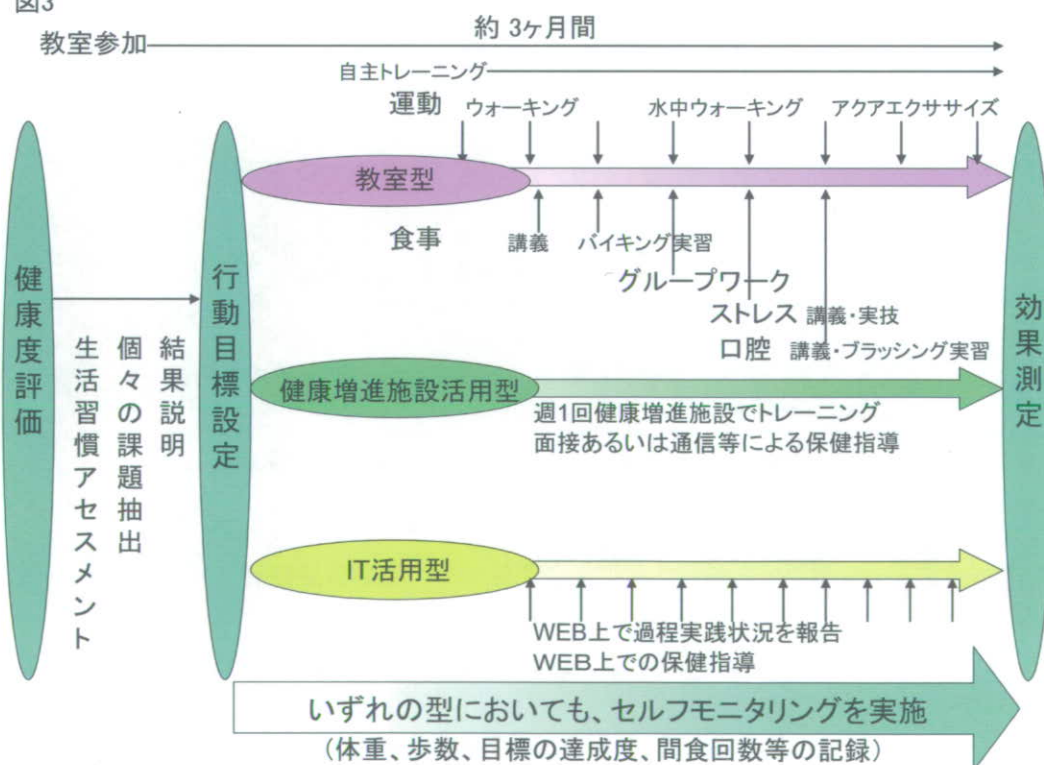 図3
約 3ヶ月間
教室参加
自主トレーニング
運動 ウォーキング 水中ウォーキング アクアエクササイズ
教室型
食事 講義 バイキング実習
グループワーク
ストレス 講義・実技
口腔 講義・ブラッシング実習
健康度評価
生活習慣アセスメント
個々の課題抽出
結果説明
行動目標設定
効果測定
健康増進施設活用型
週1回健康増進施設でトレーニング
面接あるいは通信等による保健指導
IT活用型
WEB上で過程実践状況を報告
WEB上での保健指導
いずれの型においても、セルフモニタリングを実施
（体重、歩数、目標の達成度、間食回数等の記録）